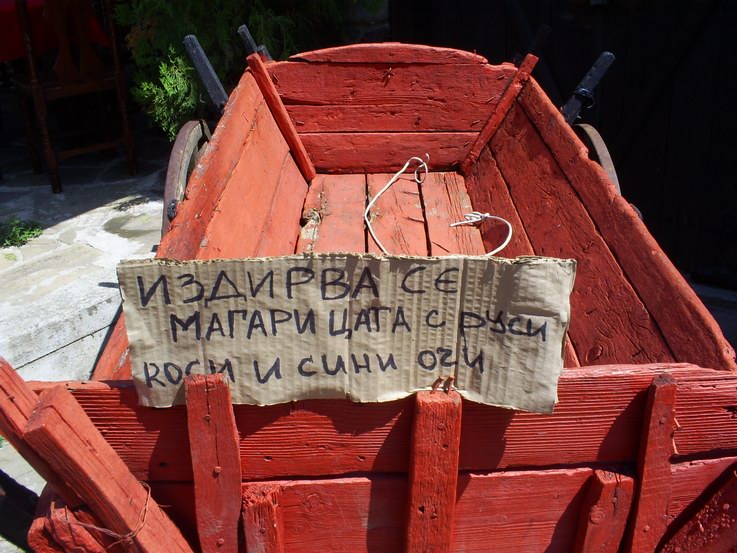 ИЗДИРВА СЕ
МАГАРИЦАТА С РУСИ
КОСИ И СИНИ ОЧИ